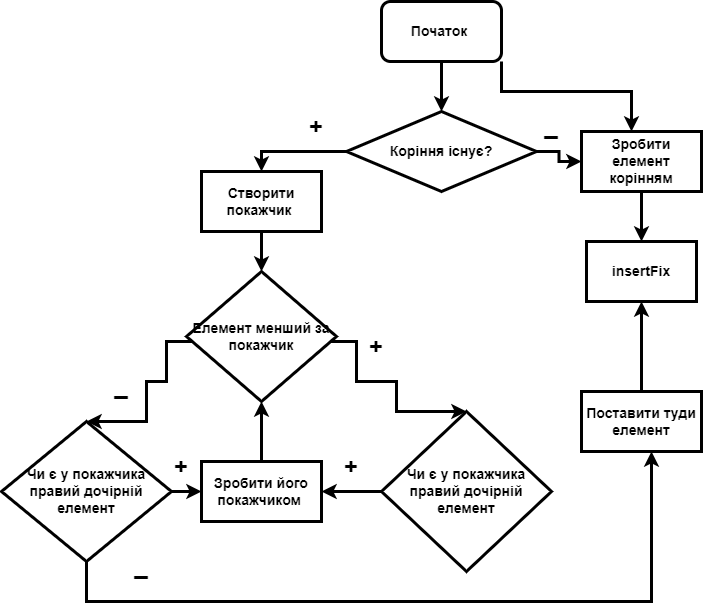 Початок
Коріння існує?
+
−
Зробити
елемент
корінням
Створити
покажчик
insertFix
Елемент менший за
покажчик
−
+
Поставити туди
елемент
Чи є у покажчика
правий дочірній
елемент
+
Зробити його
покажчиком
+
Чи є у покажчика
правий дочірній
елемент
−